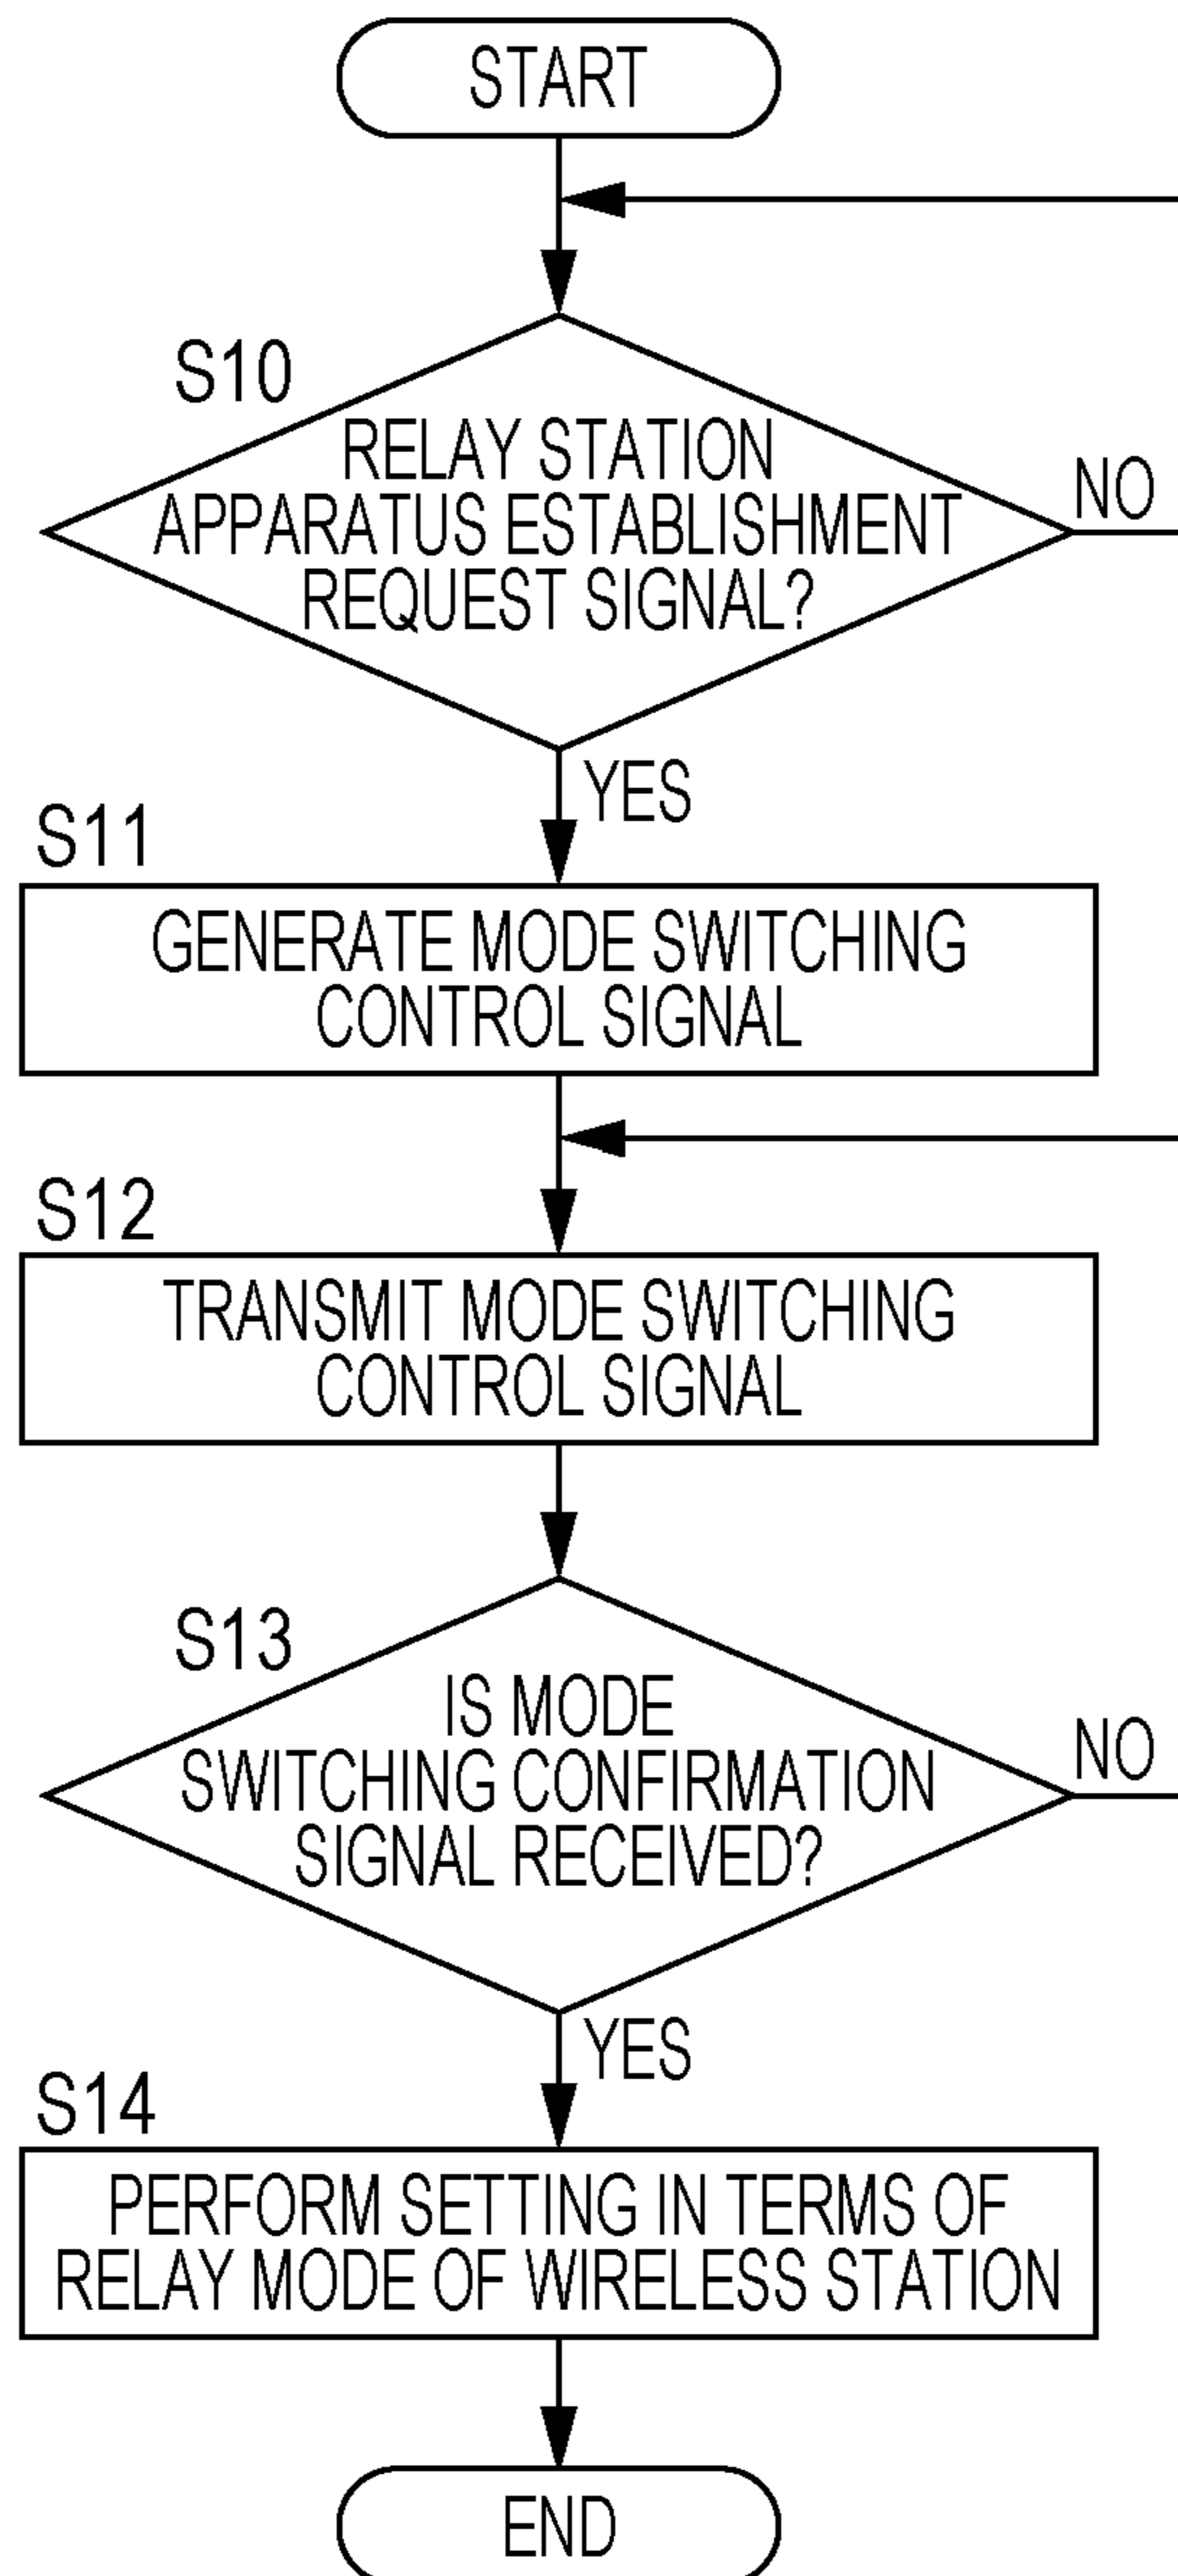 START
S10
RELAY STATION
APPARATUS ESTABLISHMENT
REQUEST SIGNAL?
NO
YES
S11
GENERATE MODE SWITCHING
CONTROL SIGNAL
S12
TRANSMIT MODE SWITCHING
CONTROL SIGNAL
S13
IS MODE
SWITCHING CONFIRMATION
SIGNAL RECEIVED?
NO
YES
S14
PERFORM SETTING IN TERMS OF
RELAY MODE OF WIRELESS STATION
END